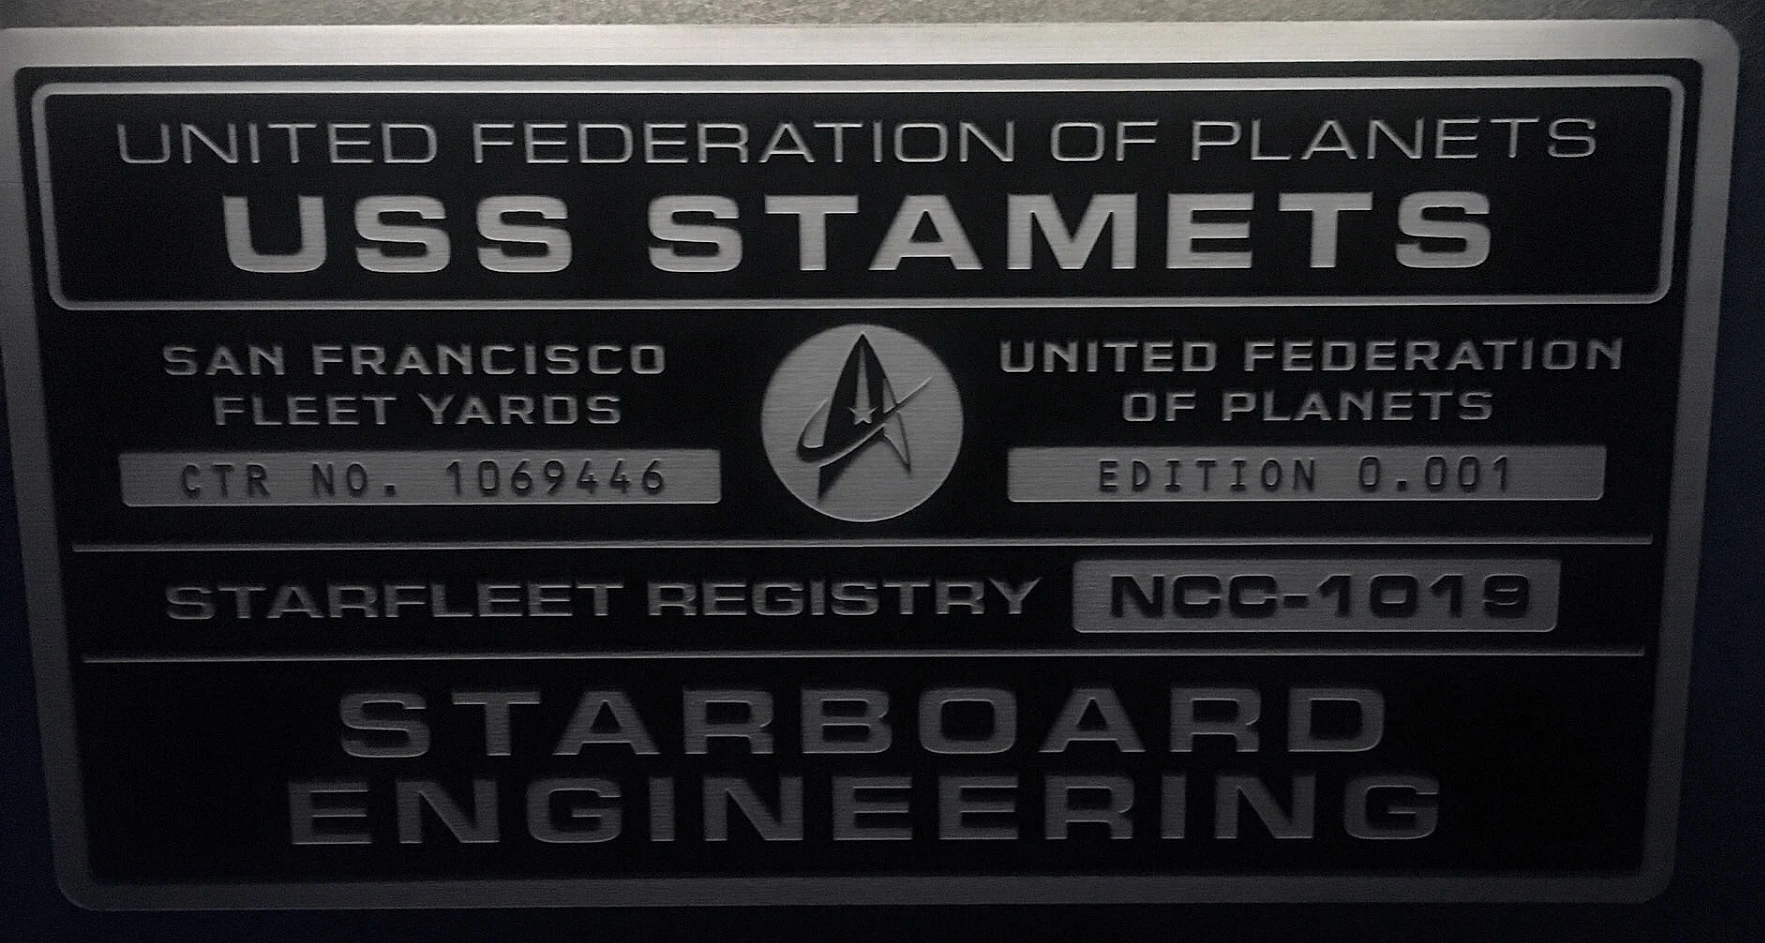 UNITED FEDERATION OF PLANETS
USS STAMETS
SAN FRANCISCO
FLEET YARDS
CTR NO. 1069446
UNITED FEDERATION
OF PLANETS
EDITION 0.001
STARFLEET REGISTRY NCC-1019
STARBOARD
ENGINEERING